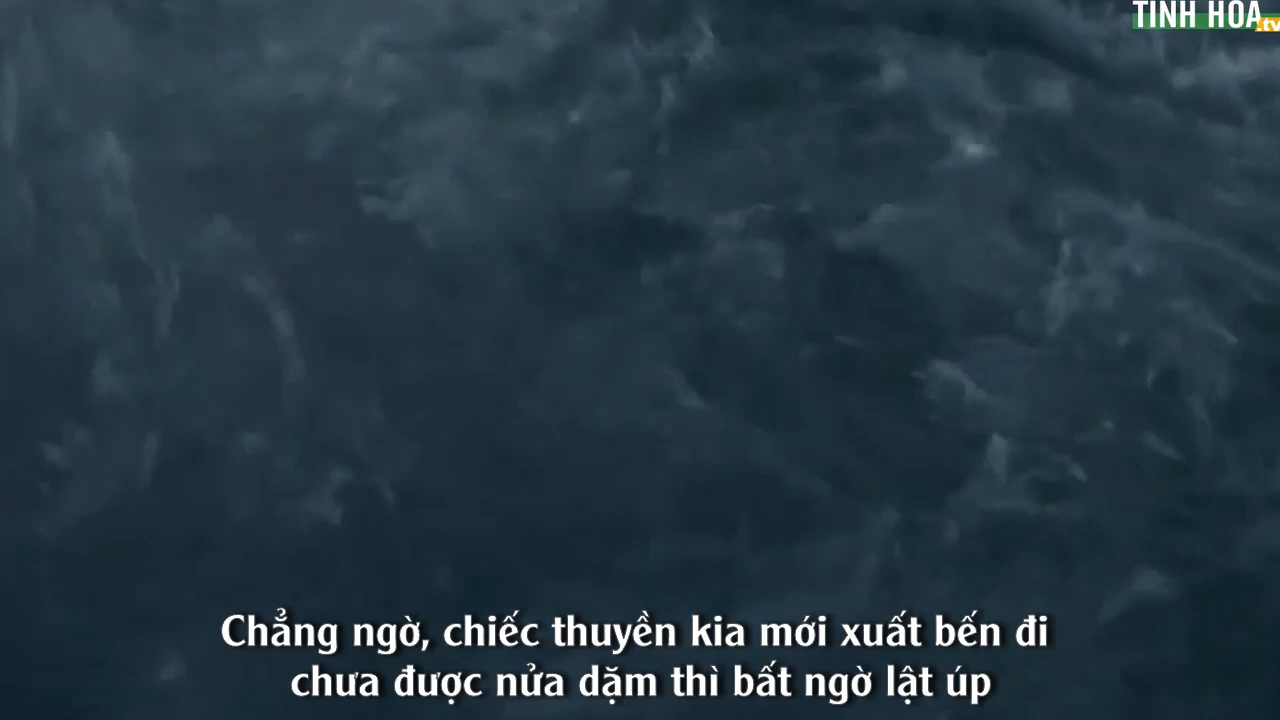 TINH HOA
.tv
Chẳng ngờ, chiếc thuyền kia mới xuất bến đi
chưa được nửa dặm thì bất ngờ lật úp